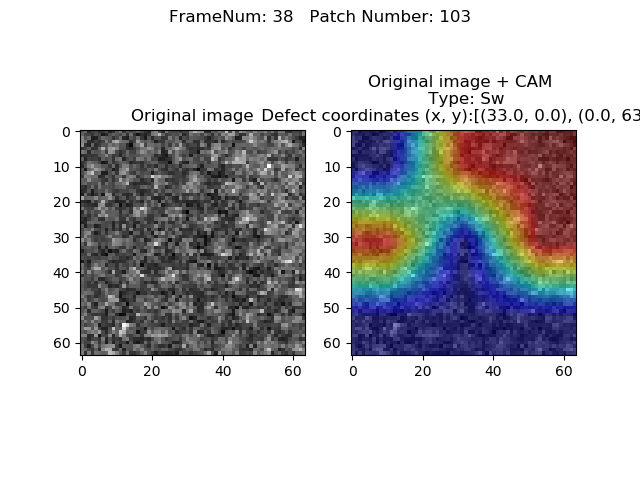 FrameNum: 38   Patch Number: 103
Original image + CAM
Type: Sw
Original image
Defect coordinates (x, y):[(33.0, 0.0), (0.0, 63
0
10
20
30
40
50
60
0 20 40 60
0
10
20
30
40
50
60
0 20 40 60